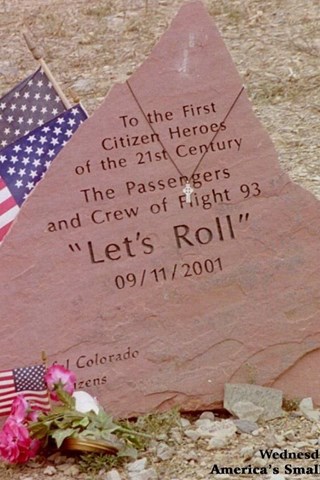 To the First
Citizen Heroes
of the 21st Century
The Passengers
and Crew of Flight 93
"Let's Roll"
09/11/2001
Colorado
Wednesd
America's Small